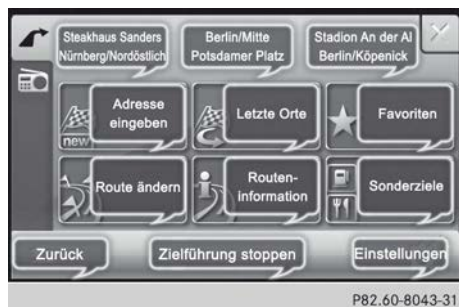 Steakhaus Sanders
Nürnberg/Nordöstlich
Berlin/Mitte
Potsdamer Platz
Stadion An der Al
Berlin/Köpenick
Adresse
eingeben
new
Letzte Orte
Favoriten
Route ändern
Routen-
information
Sonderziele
Zurück
Zielführung stoppen
Einstellungen
P82.60-8043-31